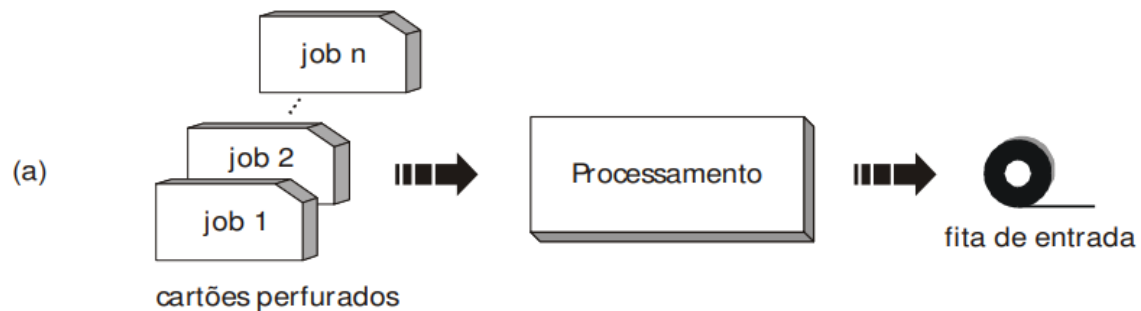 job n
job 2
job 1
cartões perfurados
(a)
Processamento
fita de entrada